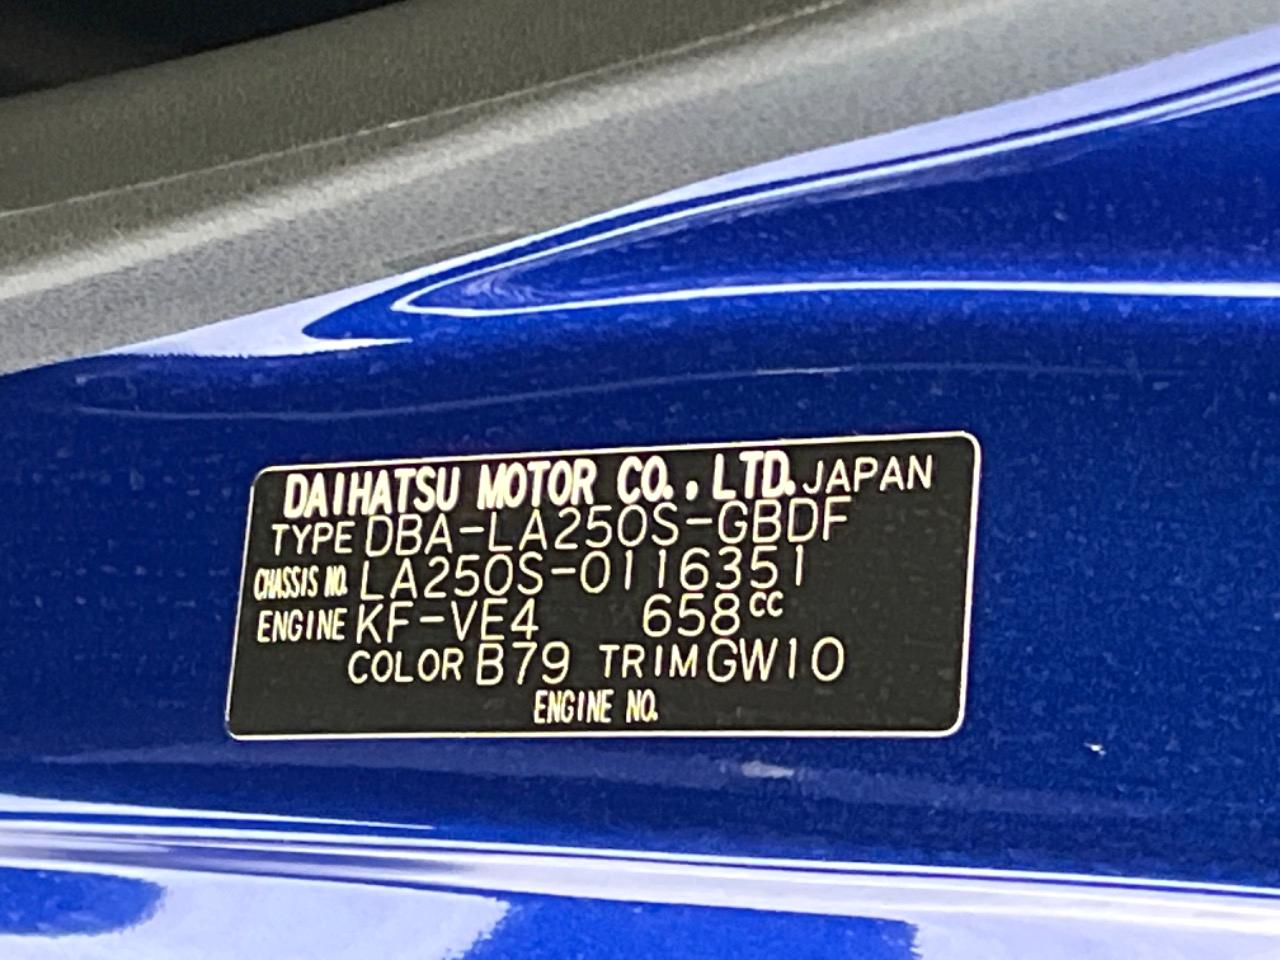 DAIHATSU MOTOR CO., LTD. JAPAN
TYPE DBA-LA250S-GBDF
CHASSIS NO. LA250S-0116351
ENGINE KF-VE4 658cc
COLOR B79 TRIM GW10
ENGINE NO.